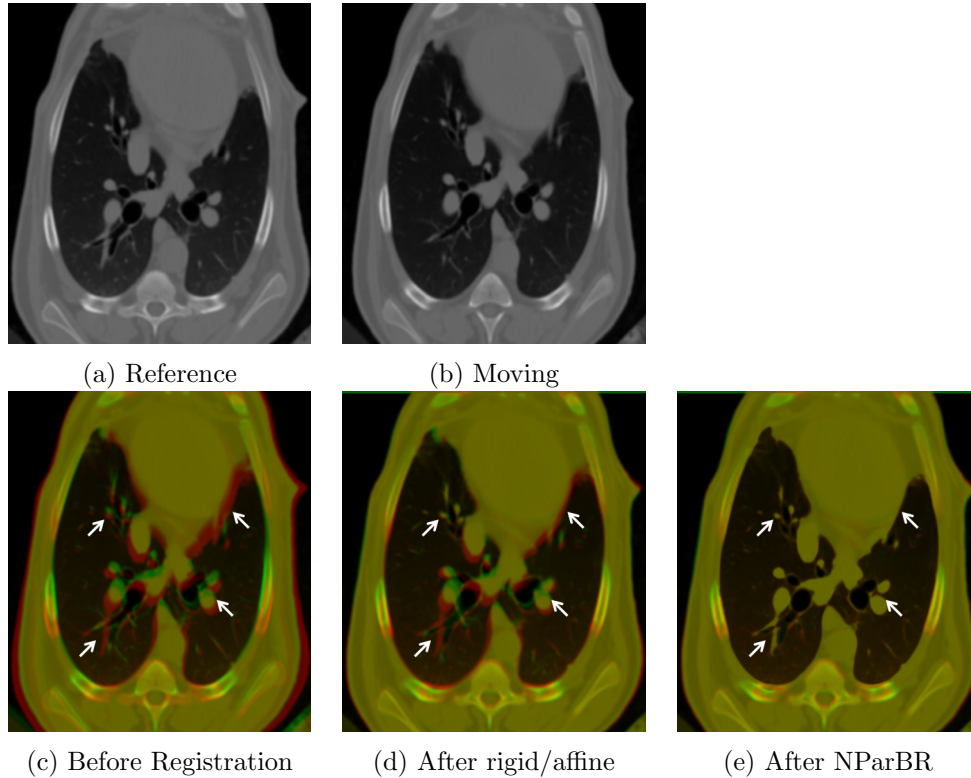 (a) Reference
(b) Moving
(c) Before Registration
(d) After rigid/affine
(e) After NParBR